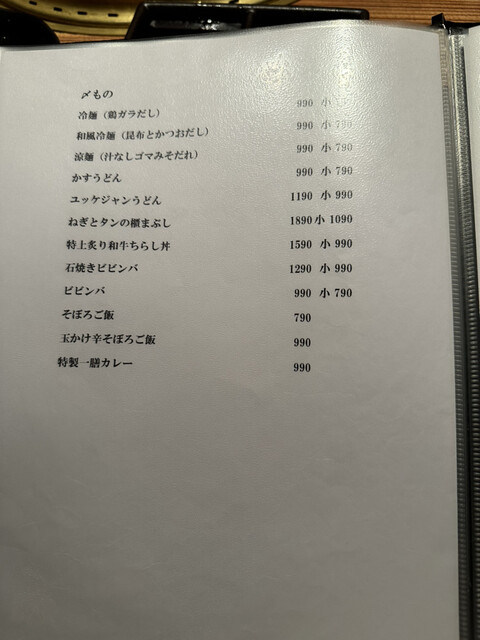 〆もの
冷麺（鶏ガラだし） 990 小
和風冷麺（昆布とかつおだし） 990 小 790
涼麺（汁なしゴマみそだれ） 990 小 790
かすうどん 990 小 790
ユッケジャンうどん 1190 小 990
ねぎとタンの櫃まぶし 1890 小 1090
特上炙り和牛ちらし丼 1590 小 990
石焼きビビンバ 1290 小 990
ビビンバ 990 小 790
そぼろご飯 790
玉かけ辛そぼろご飯 990
特製一膳カレー 990